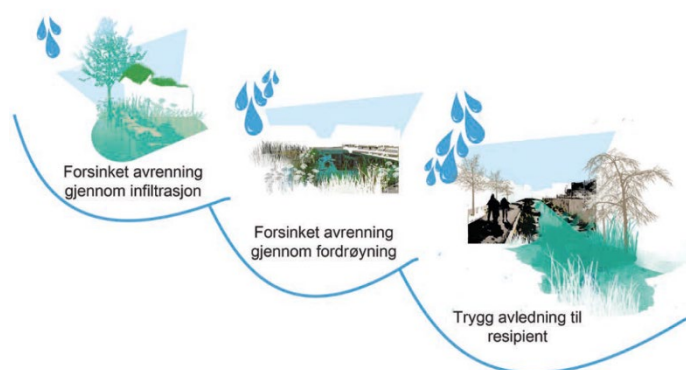 Forsinket avrenning
gjennom infiltrasjon
Forsinket avrenning
gjennom fordrøyning
Trygg avledning til
resipient